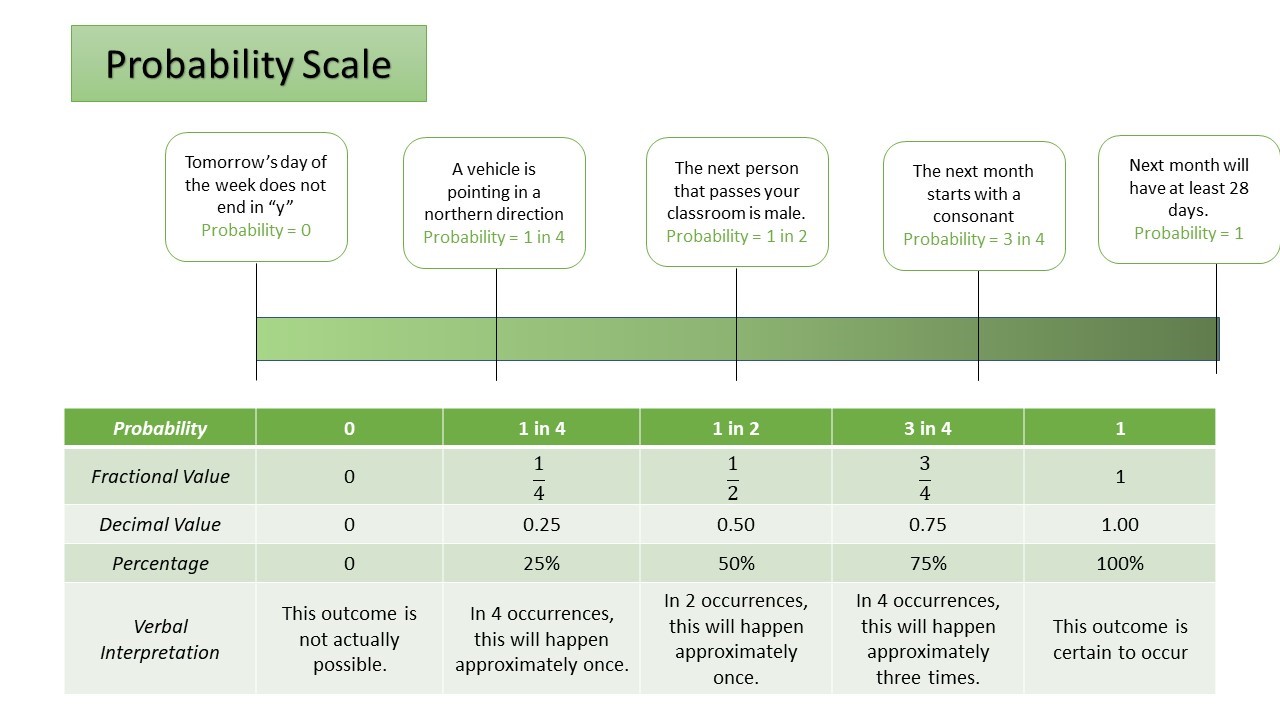 Probability Scale
Tomorrow's day of
the week does not
end in “y”
Probability = 0
A vehicle is
pointing in a
northern direction
Probability = 1 in 4
The next person
that passes your
classroom is male.
Probability = 1 in 2
The next month
starts with a
consonant
Probability = 3 in 4
Next month will
have at least 28
days.
Probability = 1
Probability 0 1 in 4 1 in 2 3 in 4 1
Fractional Value 0 1/4 1/2 3/4 1
Decimal Value 0 0.25 0.50 0.75 1.00
Percentage 0 25% 50% 75% 100%
Verbal
Interpretation
This outcome is
not actually
possible.
In 4 occurrences,
this will happen
approximately once.
In 2 occurrences,
this will happen
approximately
once.
In 4 occurrences,
this will happen
approximately
three times.
This outcome is
certain to occur